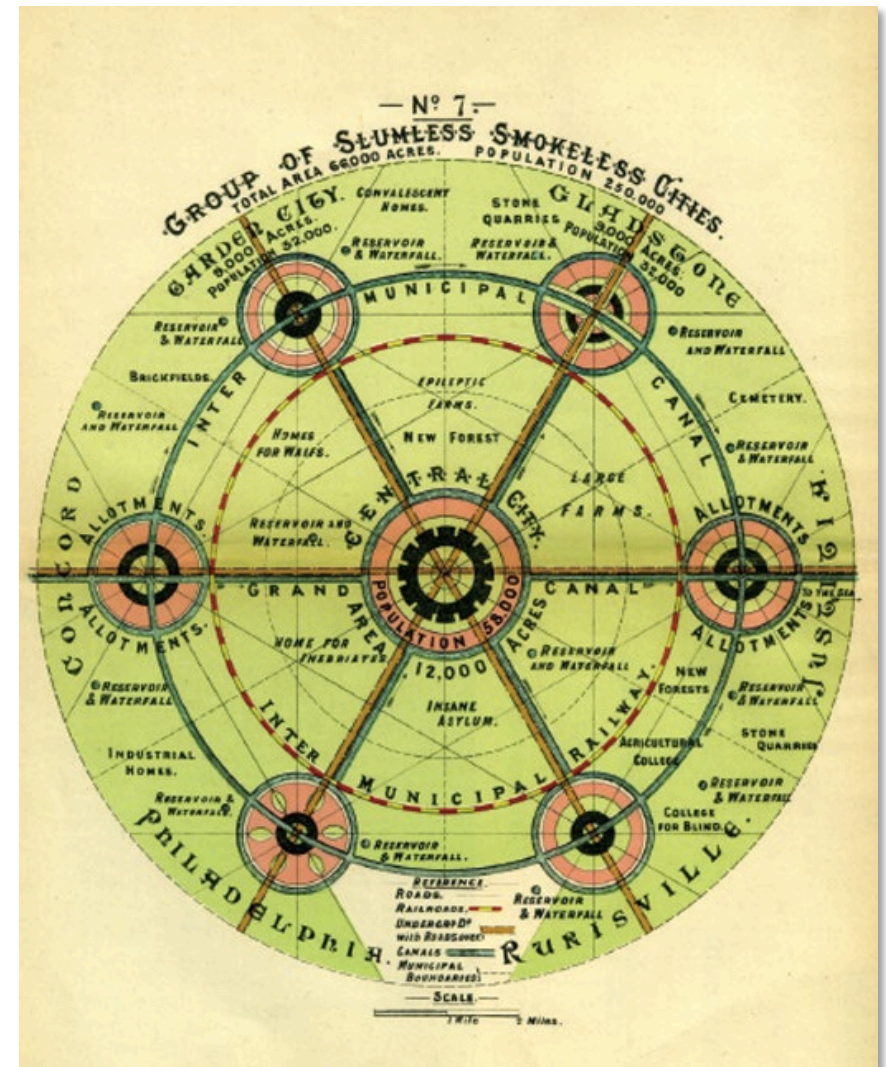 — Nº 7. —
GROUP OF SLUMLESS SMOKELESS CITIES.
TOTAL AREA 66000 ACRES. POPULATION 250.000
GARDEN CITY.
9,000 ACRES.
POPULATION 32,000.
CONVALESCENT
HOMES.
STONE
QUARRIES
GLADSTONE
9,000 ACRES.
POPULATION
32,000
RESERVOIR
& WATERFALL.
RESERVOIR &
WATERFALL.
INTER MUNICIPAL CANAL
RESERVOIR
& WATERFALL
RESERVOIR
AND WATERFALL
BRICKFIELDS.
EPILEPTIC
FARMS.
CEMETERY.
RESERVOIR
AND WATERFALL
HOMES
FOR WAIFS.
NEW FOREST
RESERVOIR
& WATERFALL
LARGE
FARMS.
CENTRAL CITY.
CONCORD
ALLOTMENTS.
ALLOTMENTS
JUSTITIA
RESERVOIR AND
WATERFALL.
GRAND CANAL
TO THE SEA
POPULATION 58.000
AREA 12,000 ACRES
ALLOTMENTS.
ALLOTMENTS
HOME FOR
INEBRIATES
RESERVOIR
AND WATERFALL
RESERVOIR
& WATERFALL
NEW
FORESTS
RESERVOIR
& WATERFALL
INSANE
ASYLUM.
STONE
QUARRIES
INDUSTRIAL
HOMES.
AGRICULTURAL
COLLEGE
INTER MUNICIPAL RAILWAY.
RESERVOIR &
WATERFALL.
RESERVOIR
& WATERFALL
COLLEGE
FOR BLIND.
PHILADELPHIA.
RURISVILLE.
RESERVOIR
& WATERFALL.
REFERENCE.
ROADS.
RAILROADS.
UNDERGRD Dº
with ROADS over
CANALS
MUNICIPAL
BOUNDARIES
RESERVOIR
& WATERFALL
— SCALE. —
1 Mile 2 Miles.